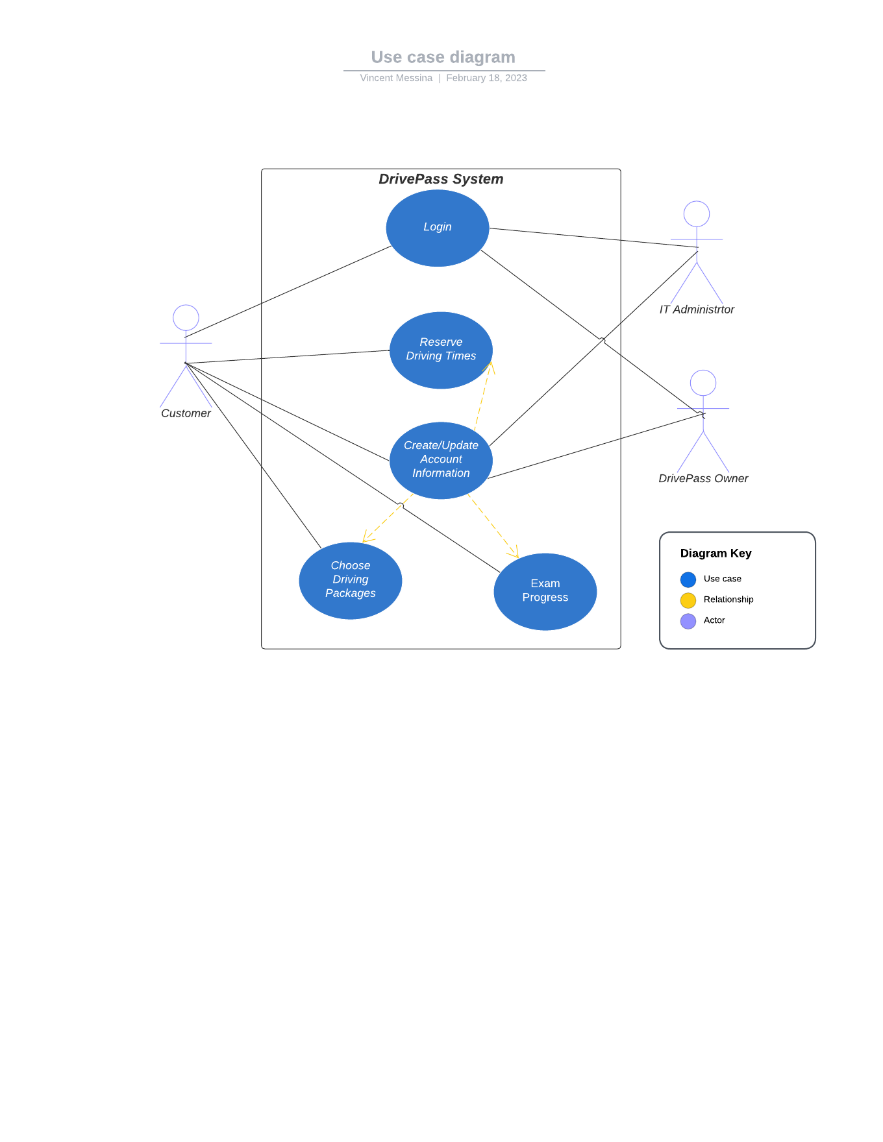 Use case diagram
Vincent Messina | February 18, 2023
DrivePass System
Login
IT Administrtor
Reserve
Driving Times
Customer
Create/Update
Account
Information
DrivePass Owner
Choose
Driving
Packages
Exam
Progress
Diagram Key
Use case
Relationship
Actor